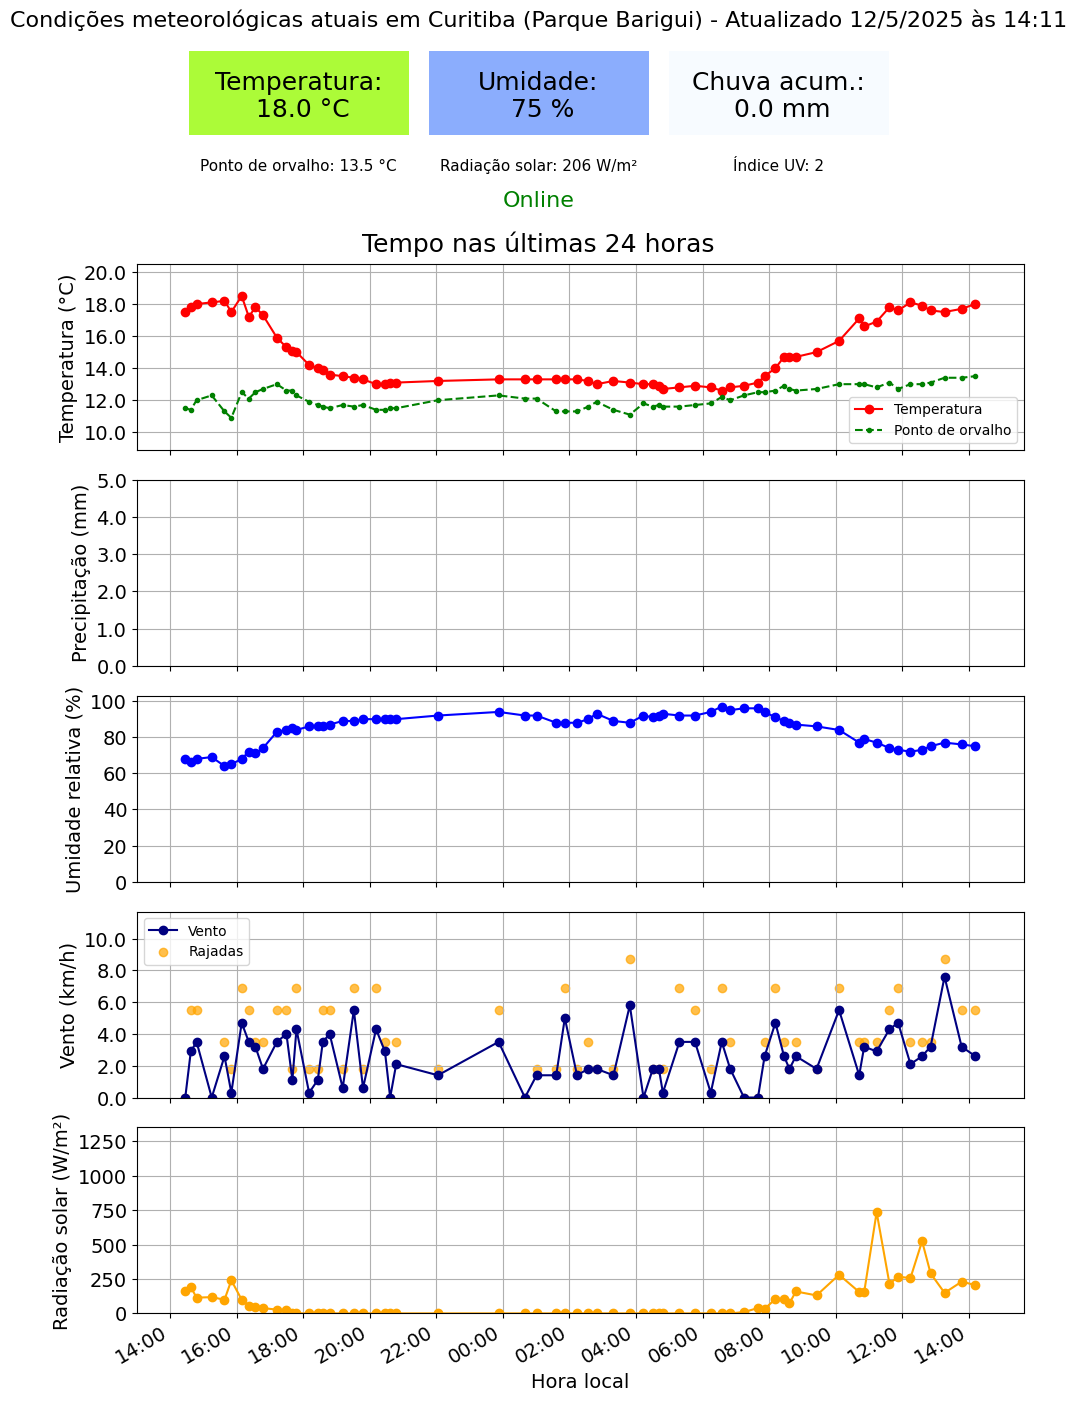 Condições meteorológicas atuais em Curitiba (Parque Barigui) - Atualizado 12/5/2025 às 14:11
Temperatura:
18.0 °C
Umidade:
75 %
Chuva acum.:
0.0 mm
Ponto de orvalho: 13.5 °C
Radiação solar: 206 W/m²
Índice UV: 2
Online
Tempo nas últimas 24 horas
Temperatura (°C)
20.0
18.0
16.0
14.0
12.0
10.0
Temperatura
Ponto de orvalho
Precipitação (mm)
5.0
4.0
3.0
2.0
1.0
0.0
Umidade relativa (%)
100
80
60
40
20
0
Vento (km/h)
10.0
8.0
6.0
4.0
2.0
0.0
Vento
Rajadas
Radiação solar (W/m²)
1250
1000
750
500
250
0
14:00
16:00
18:00
20:00
22:00
00:00
02:00
04:00
06:00
08:00
10:00
12:00
14:00
Hora local